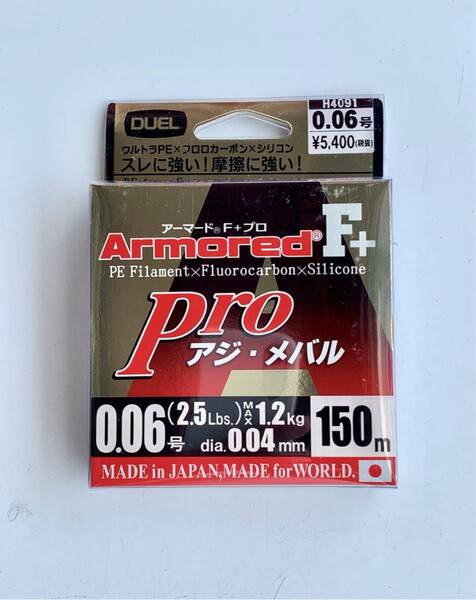 DUEL
H4091
0.06号
¥5,400(税抜)
ウルトラPE×フロロカーボン×シリコン
スレに強い!摩擦に強い!
アーマード® F+プロ
Armored® F+
PE Filament×Fluorocarbon×Silicone
Pro
アジ・メバル
0.06号 (2.5Lbs.) MAX 1.2kg
dia. 0.04mm
150m
MADE in JAPAN, MADE for WORLD.